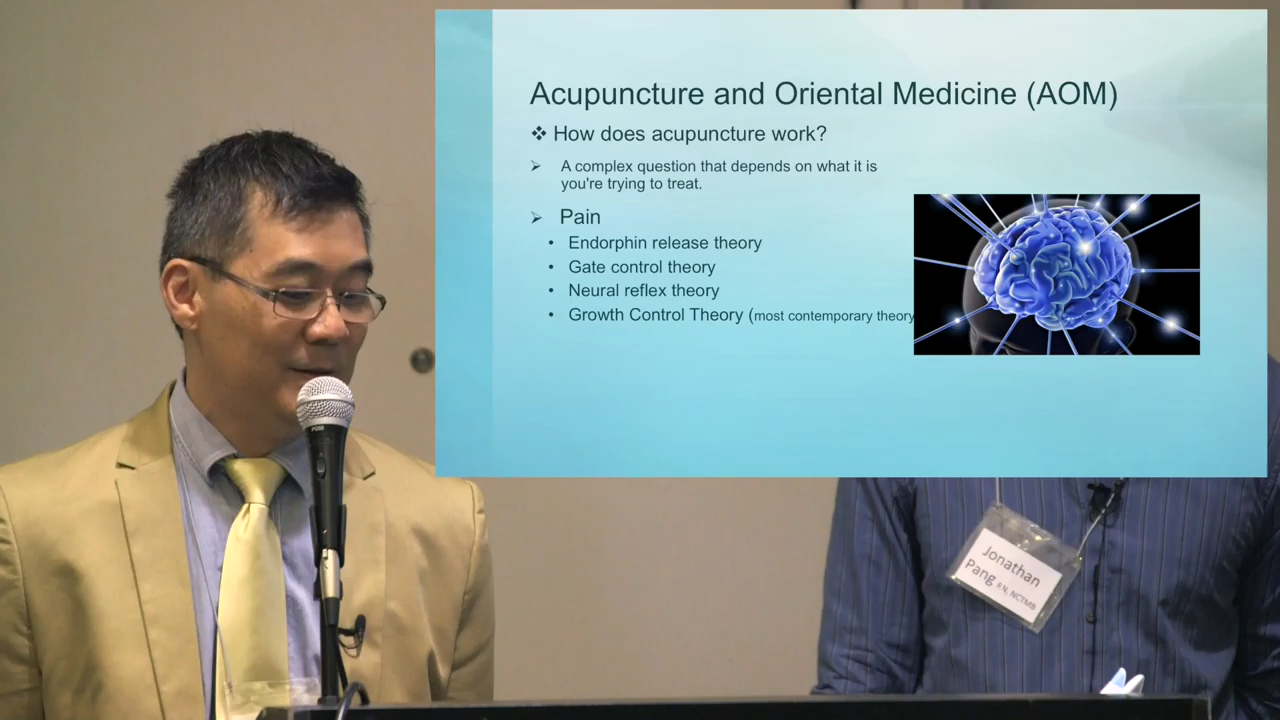 Acupuncture and Oriental Medicine (AOM)
❖ How does acupuncture work?
➢ A complex question that depends on what it is
you're trying to treat.
➢ Pain
• Endorphin release theory
• Gate control theory
• Neural reflex theory
• Growth Control Theory (most contemporary theory
Jonathan
Pang RN, NCTMB